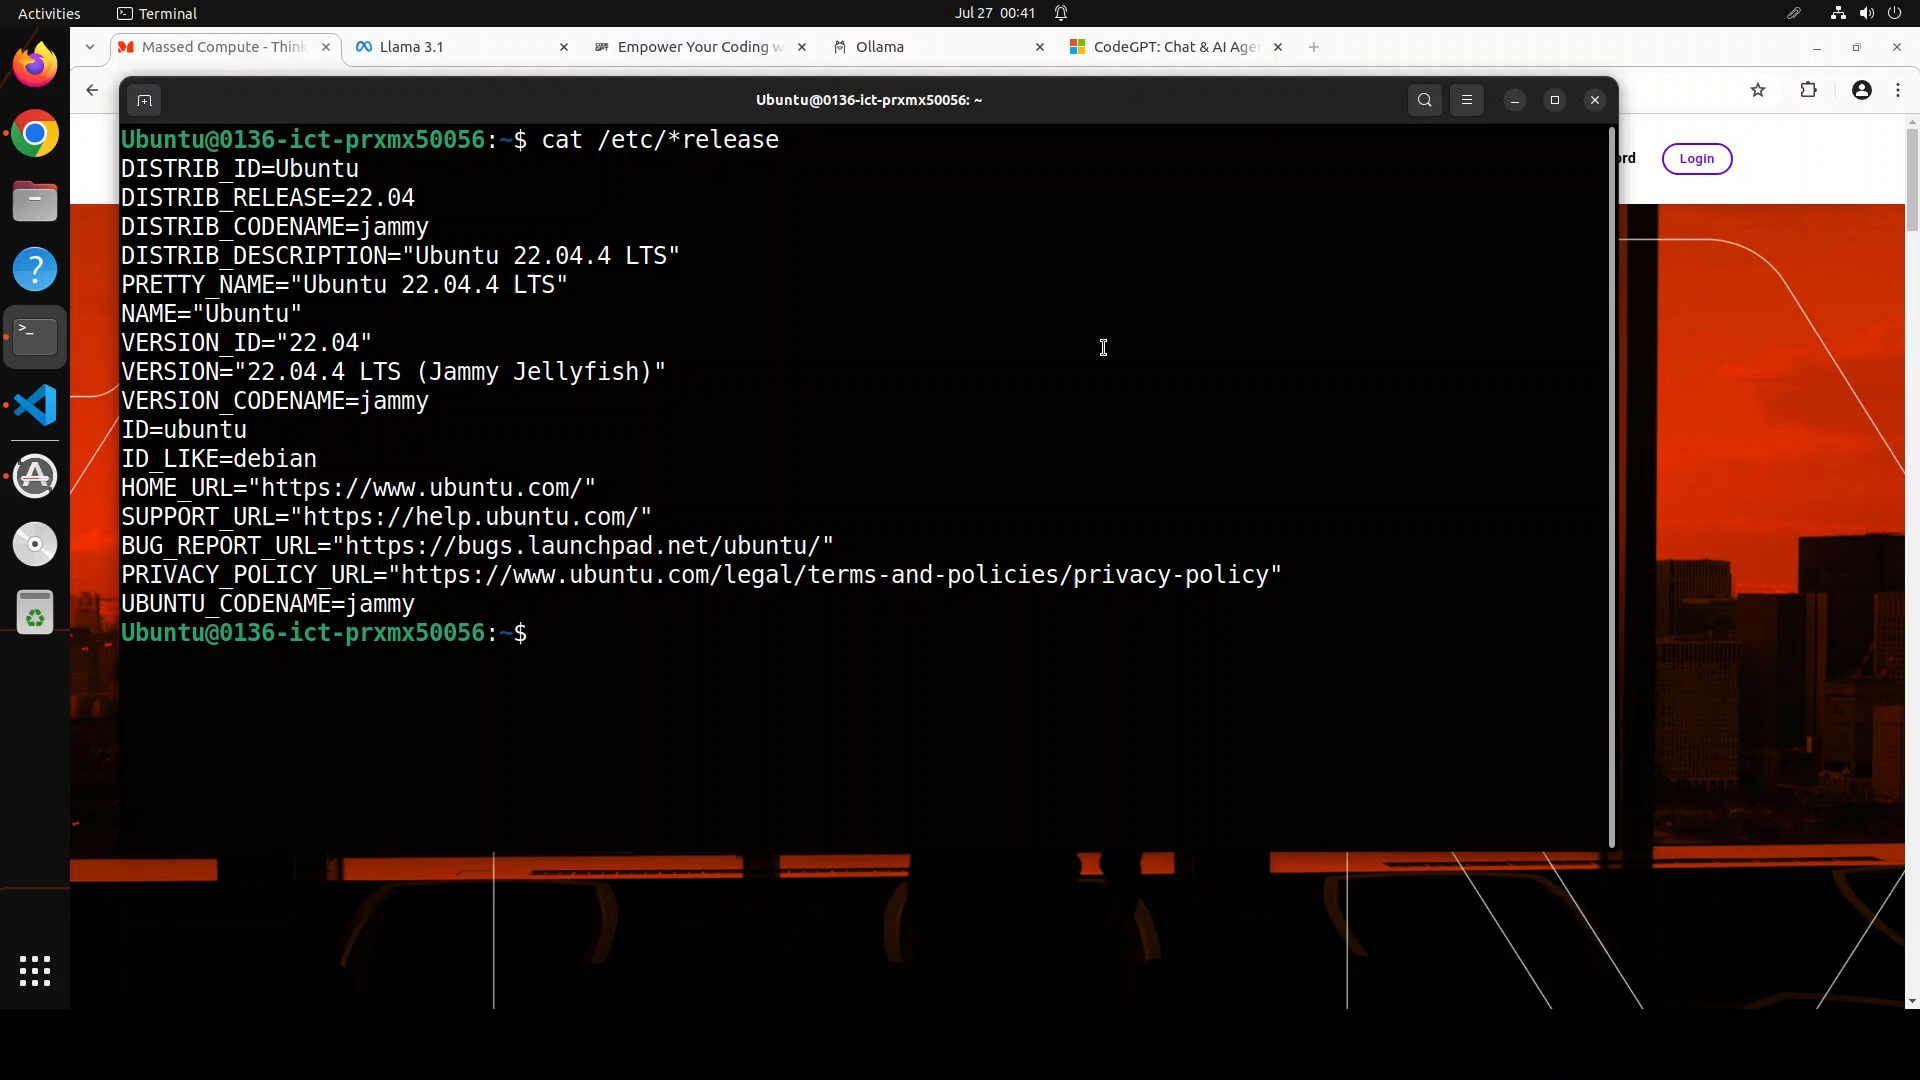 Activities
Terminal
Jul 27 00:41
Massed Compute - Think
Llama 3.1
Empower Your Coding w
Ollama
CodeGPT: Chat & AI Age
Ubuntu@0136-ict-prxmx50056: ~
ord
Login
Ubuntu@0136-ict-prxmx50056:~$ cat /etc/*release
DISTRIB_ID=Ubuntu
DISTRIB_RELEASE=22.04
DISTRIB_CODENAME=jammy
DISTRIB_DESCRIPTION="Ubuntu 22.04.4 LTS"
PRETTY_NAME="Ubuntu 22.04.4 LTS"
NAME="Ubuntu"
VERSION_ID="22.04"
VERSION="22.04.4 LTS (Jammy Jellyfish)"
VERSION_CODENAME=jammy
ID=ubuntu
ID_LIKE=debian
HOME_URL="https://www.ubuntu.com/"
SUPPORT_URL="https://help.ubuntu.com/"
BUG_REPORT_URL="https://bugs.launchpad.net/ubuntu/"
PRIVACY_POLICY_URL="https://www.ubuntu.com/legal/terms-and-policies/privacy-policy"
UBUNTU_CODENAME=jammy
Ubuntu@0136-ict-prxmx50056:~$